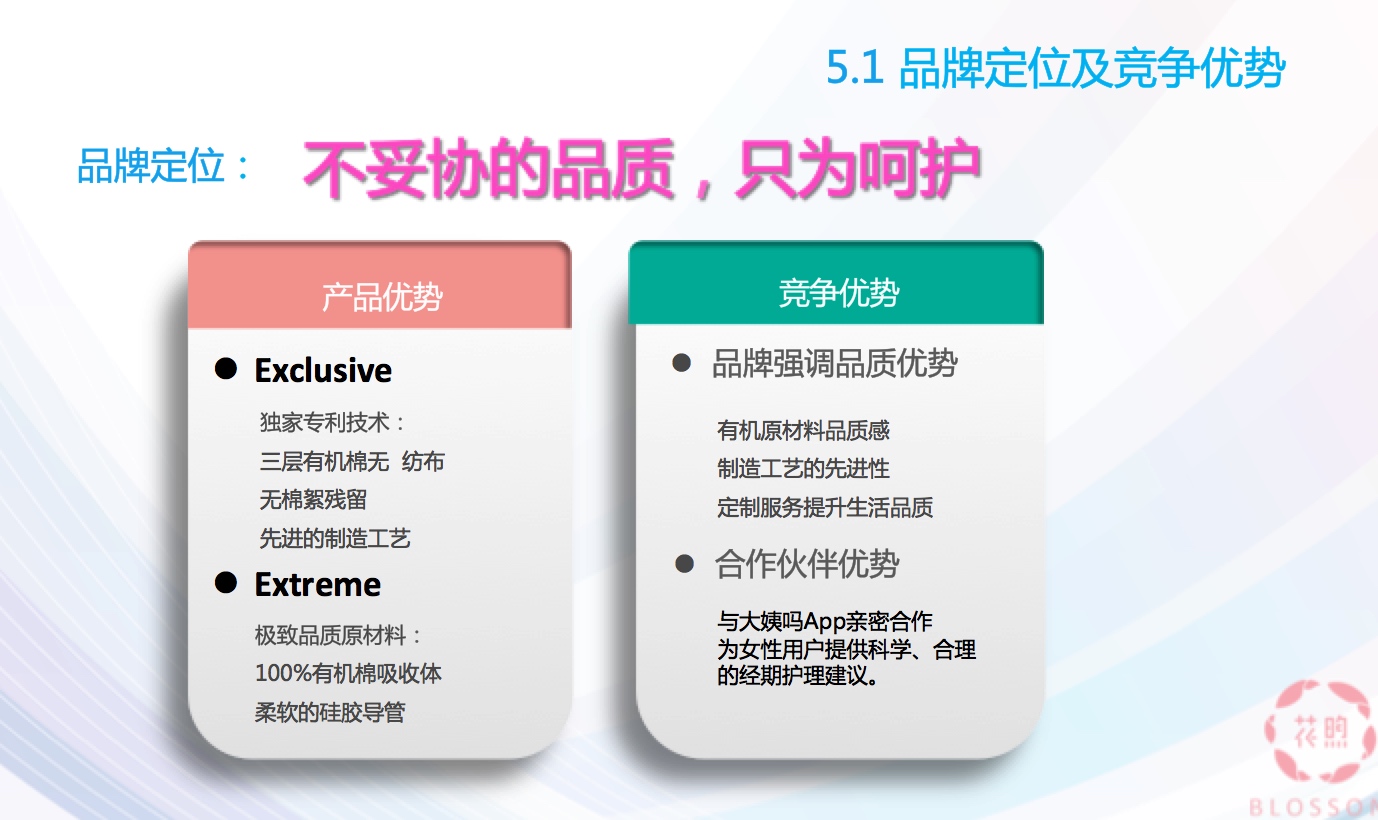 5.1 品牌定位及竞争优势
品牌定位：
不妥协的品质，只为呵护
产品优势
● Exclusive
独家专利技术：
三层有机棉无 纺布
无棉絮残留
先进的制造工艺
● Extreme
极致品质原材料：
100%有机棉吸收体
柔软的硅胶导管
竞争优势
● 品牌强调品质优势
有机原材料品质感
制造工艺的先进性
定制服务提升生活品质
● 合作伙伴优势
与大姨吗App亲密合作
为女性用户提供科学、合理
的经期护理建议。
花煦
BLOSSOM